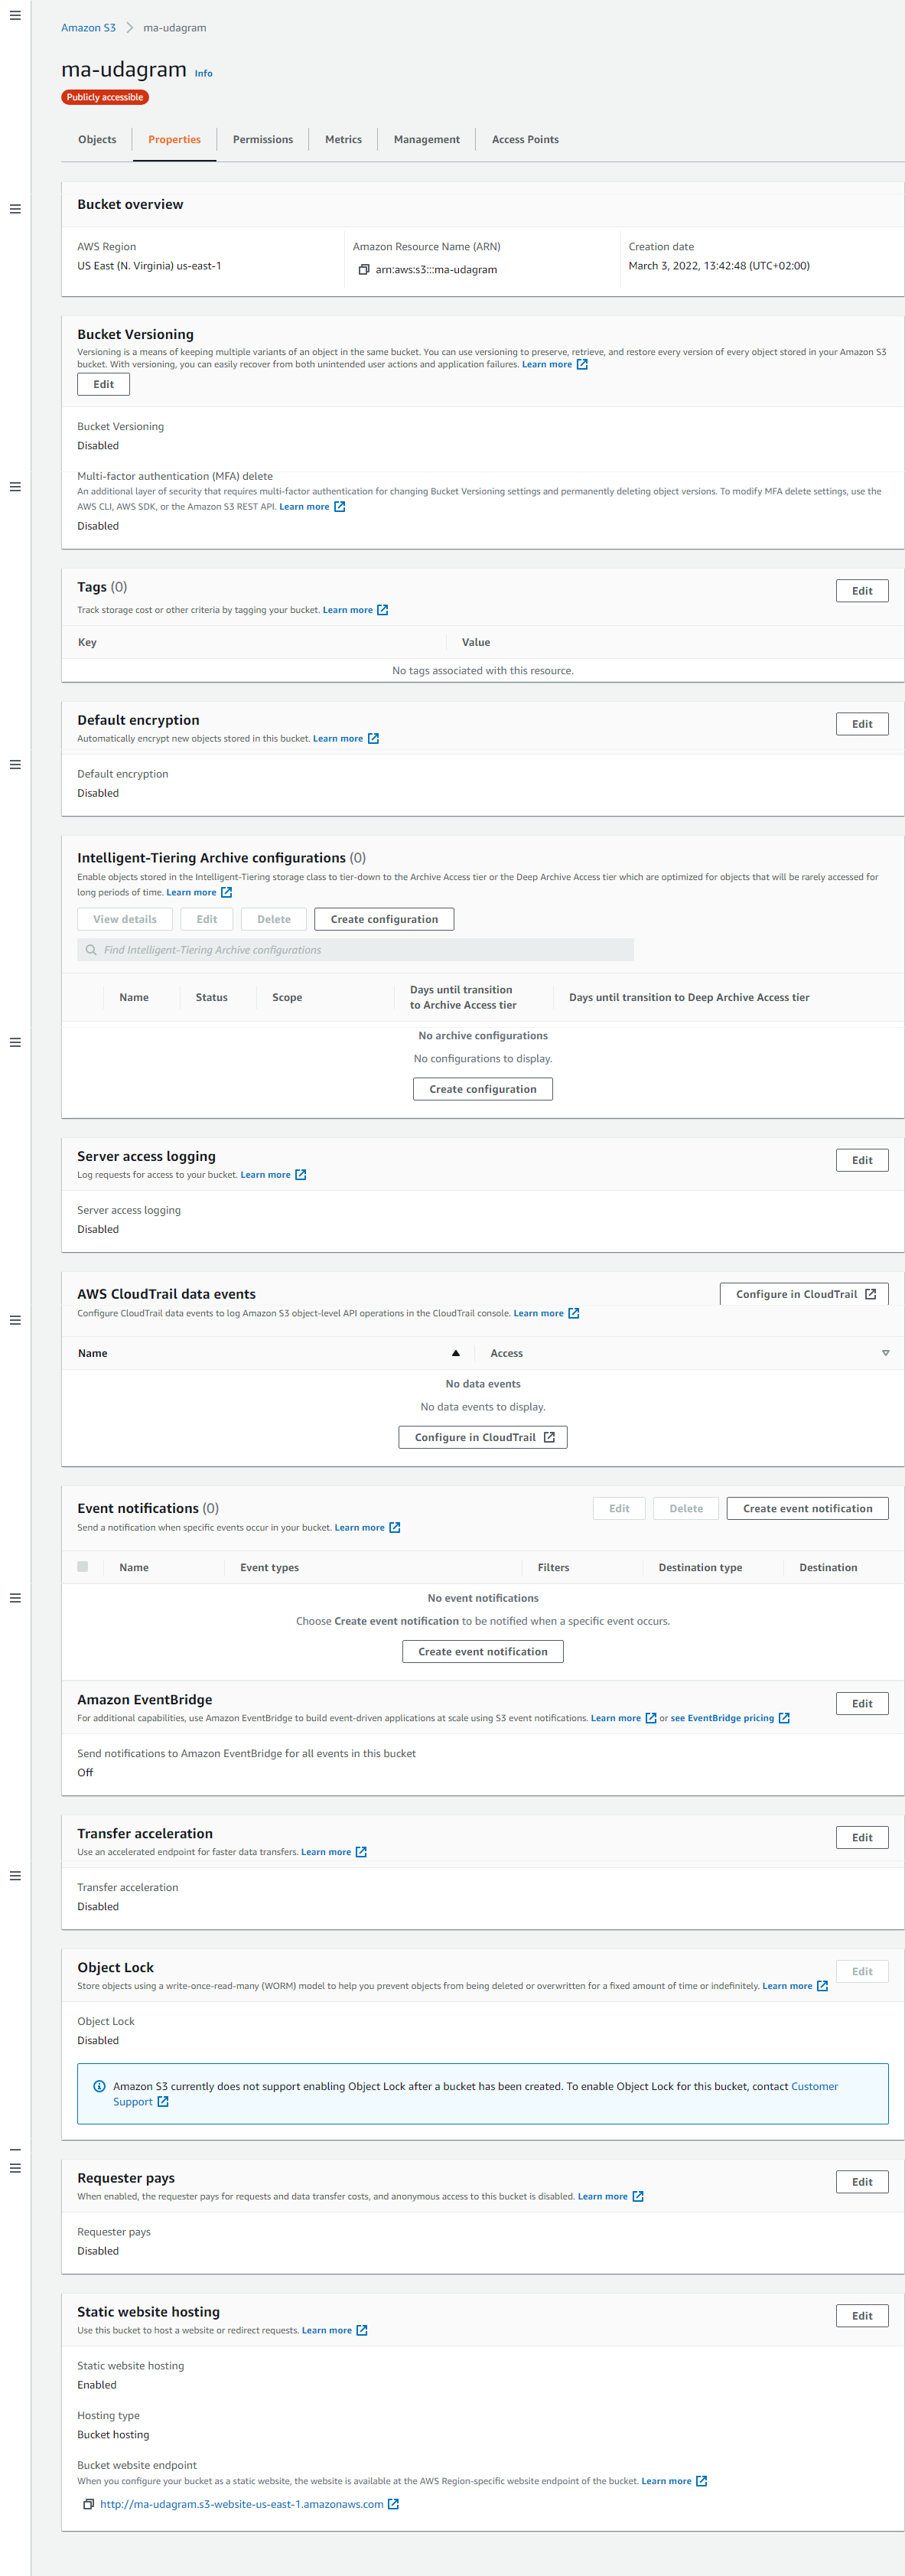 Amazon S3 > ma-udagram
ma-udagram Info
Publicly accessible
Objects Properties Permissions Metrics Management Access Points
Bucket overview
AWS Region Amazon Resource Name (ARN) Creation date
US East (N. Virginia) us-east-1 arn:aws:s3:::ma-udagram March 3, 2022, 13:42:48 (UTC+02:00)
Bucket Versioning
Versioning is a means of keeping multiple variants of an object in the same bucket. You can use versioning to preserve, retrieve, and restore every version of every object stored in your Amazon S3
bucket. With versioning, you can easily recover from both unintended user actions and application failures. Learn more
Edit
Bucket Versioning
Disabled
Multi-factor authentication (MFA) delete
An additional layer of security that requires multi-factor authentication for changing Bucket Versioning settings and permanently deleting object versions. To modify MFA delete settings, use the
AWS CLI, AWS SDK, or the Amazon S3 REST API. Learn more
Disabled
Tags (0) Edit
Track storage cost or other criteria by tagging your bucket. Learn more
Key Value
No tags associated with this resource.
Default encryption Edit
Automatically encrypt new objects stored in this bucket. Learn more
Default encryption
Disabled
Intelligent-Tiering Archive configurations (0)
Enable objects stored in the Intelligent-Tiering storage class to tier-down to the Archive Access tier or the Deep Archive Access tier which are optimized for objects that will be rarely accessed for
long periods of time. Learn more
View details Edit Delete Create configuration
Find Intelligent-Tiering Archive configurations
Name Status Scope Days until transition to Archive Access tier Days until transition to Deep Archive Access tier
No archive configurations
No configurations to display.
Create configuration
Server access logging Edit
Log requests for access to your bucket. Learn more
Server access logging
Disabled
AWS CloudTrail data events Configure in CloudTrail
Configure CloudTrail data events to log Amazon S3 object-level API operations in the CloudTrail console. Learn more
Name Access
No data events
No data events to display.
Configure in CloudTrail
Event notifications (0) Edit Delete Create event notification
Send a notification when specific events occur in your bucket. Learn more
Name Event types Filters Destination type Destination
No event notifications
Choose Create event notification to be notified when a specific event occurs.
Create event notification
Amazon EventBridge Edit
For additional capabilities, use Amazon EventBridge to build event-driven applications at scale using S3 event notifications. Learn more or see EventBridge pricing
Send notifications to Amazon EventBridge for all events in this bucket
Off
Transfer acceleration Edit
Use an accelerated endpoint for faster data transfers. Learn more
Transfer acceleration
Disabled
Object Lock Edit
Store objects using a write-once-read-many (WORM) model to help you prevent objects from being deleted or overwritten for a fixed amount of time or indefinitely. Learn more
Object Lock
Disabled
Amazon S3 currently does not support enabling Object Lock after a bucket has been created. To enable Object Lock for this bucket, contact Customer
Support
Requester pays Edit
When enabled, the requester pays for requests and data transfer costs, and anonymous access to this bucket is disabled. Learn more
Requester pays
Disabled
Static website hosting Edit
Use this bucket to host a website or redirect requests. Learn more
Static website hosting
Enabled
Hosting type
Bucket hosting
Bucket website endpoint
When you configure your bucket as a static website, the website is available at the AWS Region-specific website endpoint of the bucket. Learn more
http://ma-udagram.s3-website-us-east-1.amazonaws.com